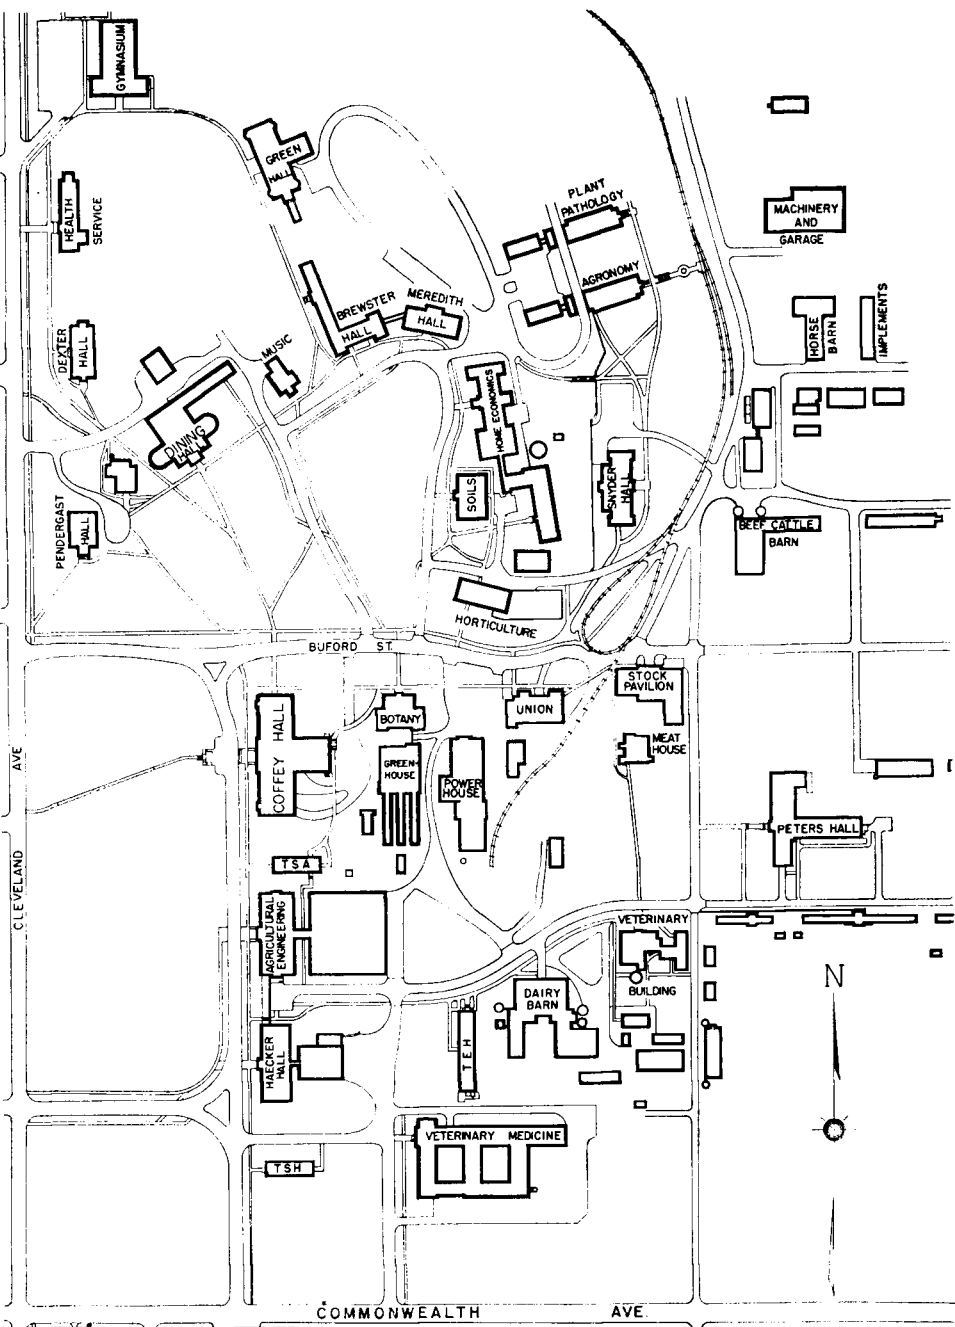 GYMNASIUM
GREEN
HALL
HEALTH
SERVICE
PLANT
PATHOLOGY
MACHINERY
AND
GARAGE
AGRONOMY
BREWSTER
HALL
MEREDITH
HALL
HORSE
BARN
IMPLEMENTS
DEXTER
HALL
MUSIC
HOME ECONOMICS
DINING
HALL
SOILS
SNYDER
HALL
PENDERGAST
HALL
BEEF CATTLE
BARN
HORTICULTURE
BUFORD ST.
STOCK
PAVILION
UNION
BOTANY
COFFEY HALL
MEAT
HOUSE
GREEN-
HOUSE
POWER
HOUSE
CLEVELAND AVE
PETERS HALL
TSA
AGRICULTURAL
ENGINEERING
VETERINARY
BUILDING
DAIRY
BARN
N
HAECKER
HALL
TEH
VETERINARY MEDICINE
TSH
COMMONWEALTH AVE.